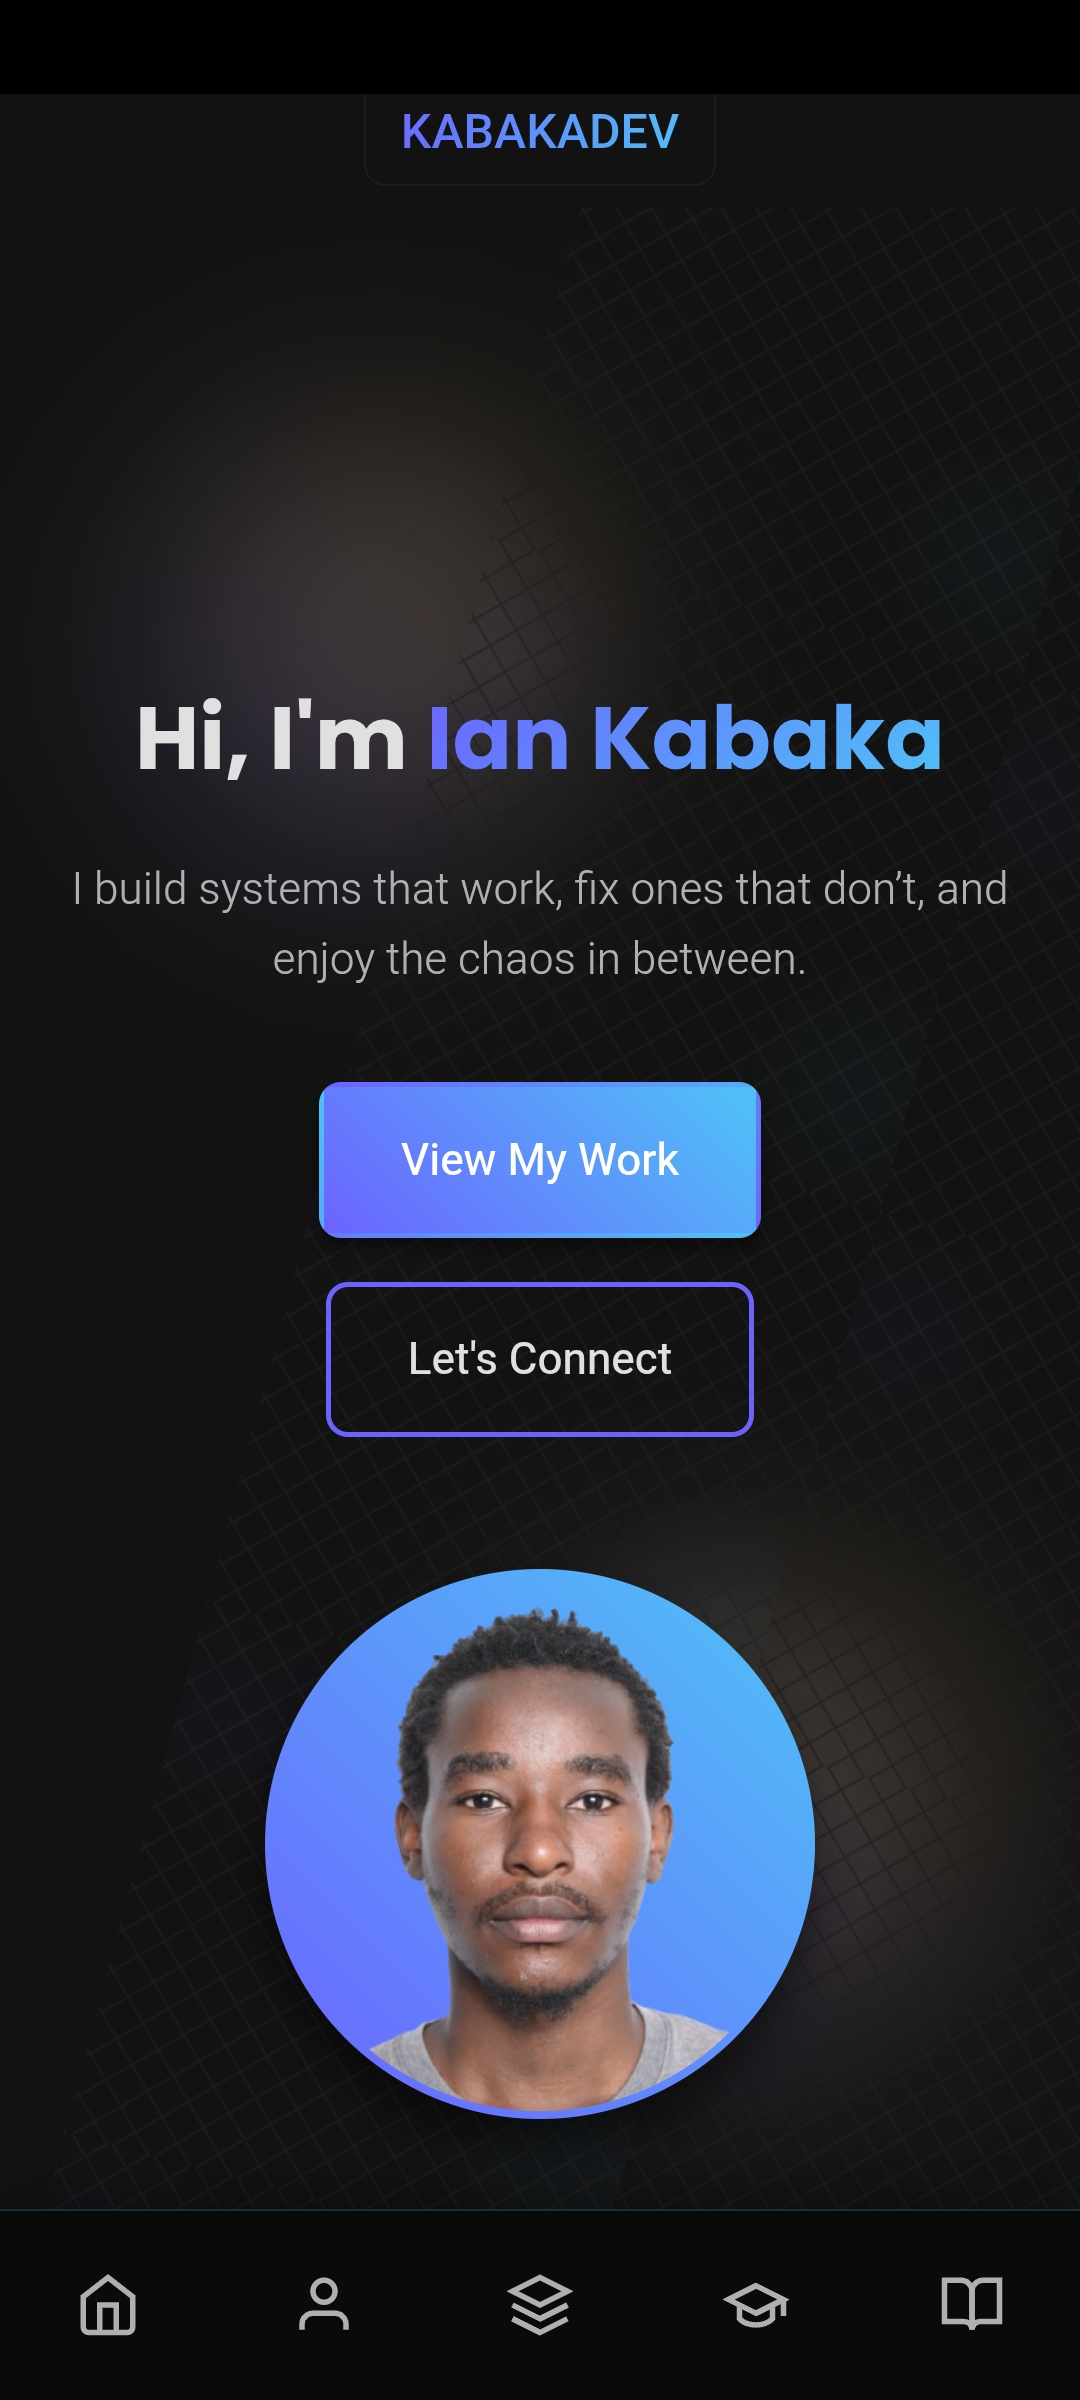 KABAKADEV
Hi, I'm Ian Kabaka
I build systems that work, fix ones that don’t, and
enjoy the chaos in between.
View My Work
Let's Connect